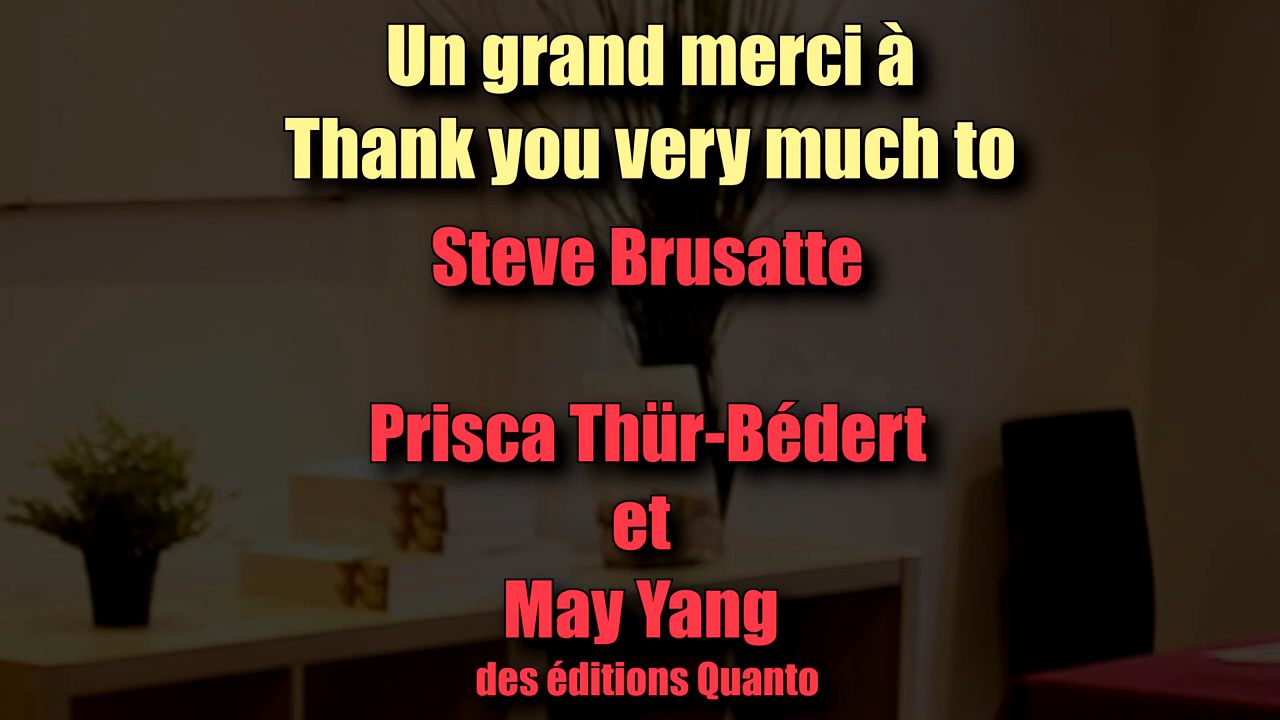 Un grand merci à
Thank you very much to
Steve Brusatte
Prisca Thür-Bédert
et
May Yang
des éditions Quanto